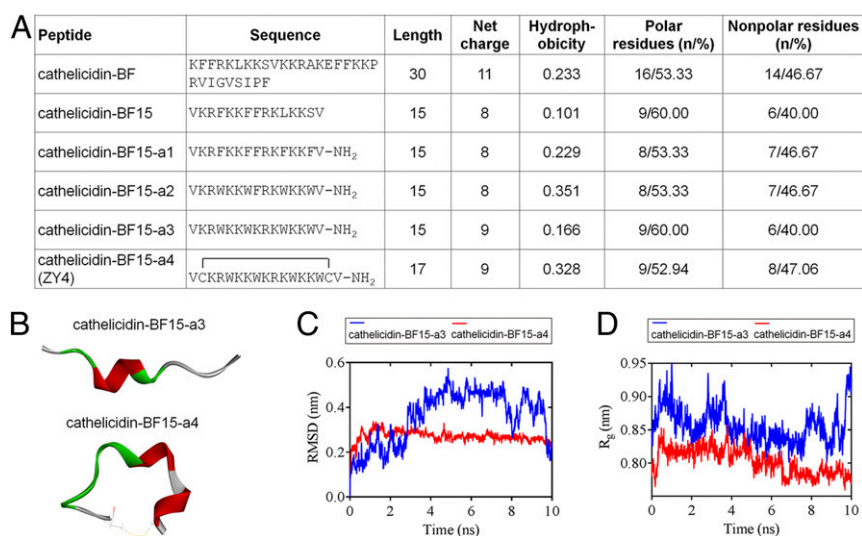 A
Peptide Sequence Length Net charge Hydroph-obicity Polar residues (n/%) Nonpolar residues (n/%)
cathelicidin-BF KFFRKLKKSVKKRAKEFFKKP RVIGVSIPF 30 11 0.233 16/53.33 14/46.67
cathelicidin-BF15 VKRFKKFFRKLKKSV 15 8 0.101 9/60.00 6/40.00
cathelicidin-BF15-a1 VKRFKKFFRKFKKFV-NH2 15 8 0.229 8/53.33 7/46.67
cathelicidin-BF15-a2 VKRWKKWFRKWKKWV-NH2 15 8 0.351 8/53.33 7/46.67
cathelicidin-BF15-a3 VKRWKKWKRKWKKWV-NH2 15 9 0.166 9/60.00 6/40.00
cathelicidin-BF15-a4 (ZY4) VCKRWKKWKRKWKKWCV-NH2 17 9 0.328 9/52.94 8/47.06
B
cathelicidin-BF15-a3
cathelicidin-BF15-a4
C
cathelicidin-BF15-a3 cathelicidin-BF15-a4
RMSD (nm)
0.6
0.4
0.2
0.0
0 2 4 6 8 10
Time (ns)
D
cathelicidin-BF15-a3 cathelicidin-BF15-a4
Rg (nm)
0.95
0.90
0.85
0.80
0 2 4 6 8 10
Time (ns)